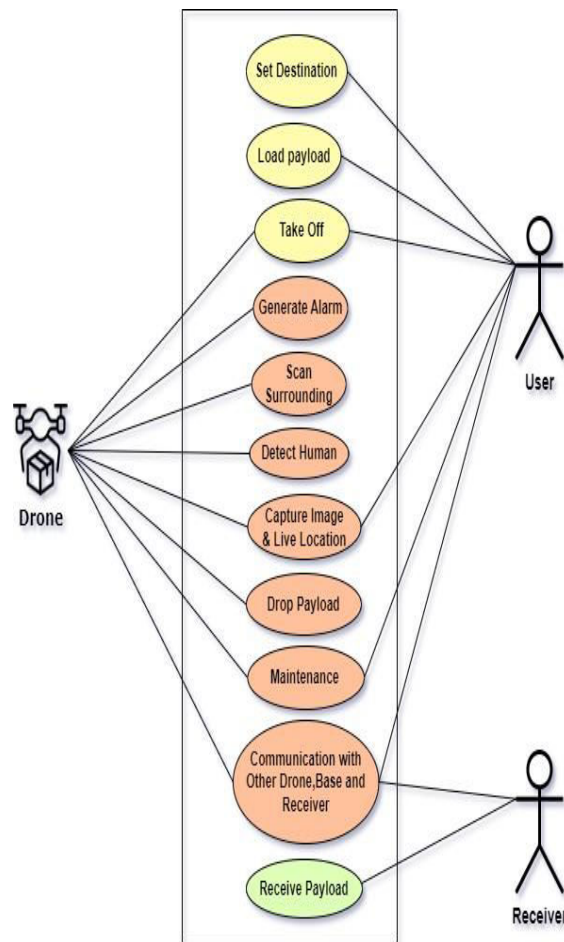 Set Destination
Load payload
Take Off
Generate Alarm
Scan
Surrounding
Detect Human
Capture Image
& Live Location
Drop Payload
Maintenance
Communication with
Other Drone,Base and
Receiver
Receive Payload
Drone
User
Receiver